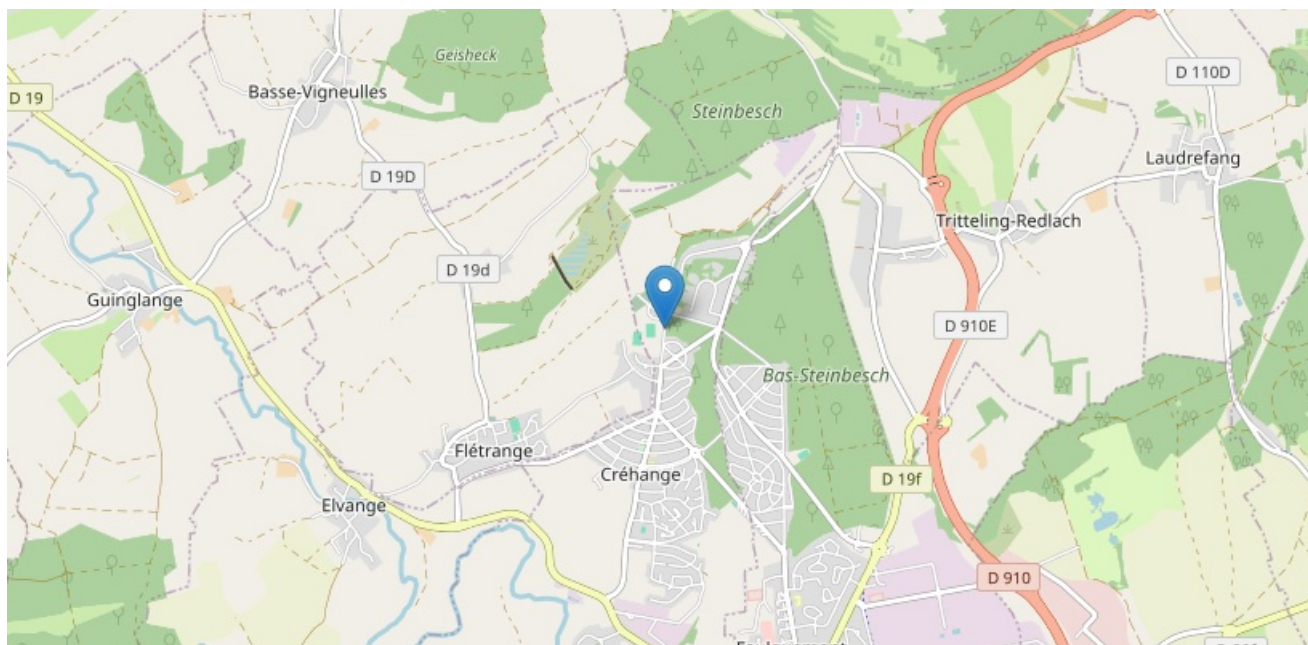 Geisheck
Basse-Vigneulles
D 19
Steinbesch
D 110D
Laudrefang
D 19D
Tritteling-Redlach
D 19d
Guinglange
D 910E
Bas-Steinbesch
Flétrange
Créhange
D 19f
Elvange
D 910